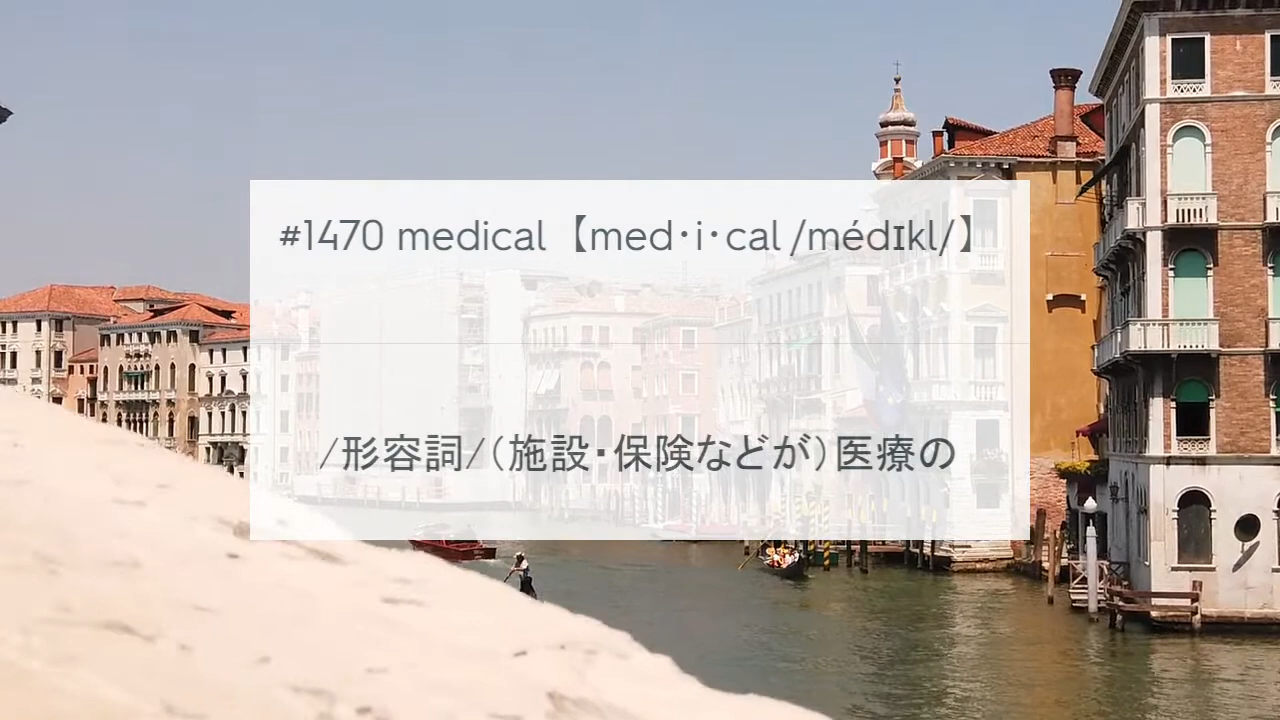 #1470 medical【med･i･cal /médɪkl/】
/形容詞/（施設・保険などが）医療の